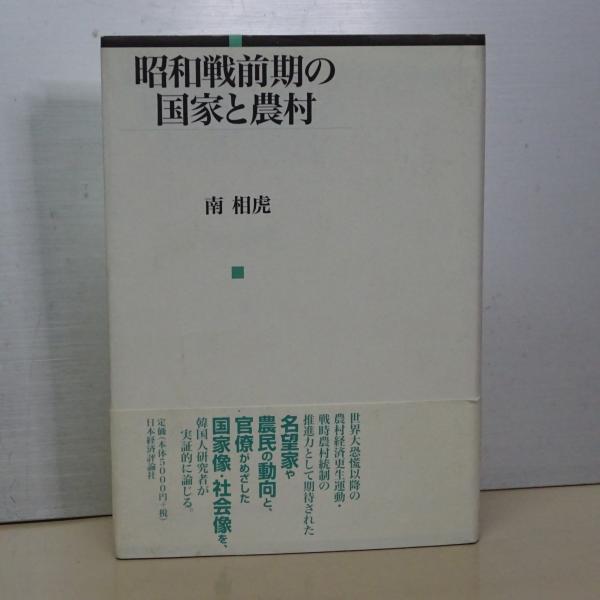 昭和戦前期の
国家と農村
南 相虎
世界大恐慌以降の
農村経済更生運動・
戦時農村統制の
推進力として期待された
名望家や
農民の動向と、
官僚がめざした
国家像・社会像を、
韓国人研究者が
実証的に論じる。
定価(本体5000円+税)
日本経済評論社